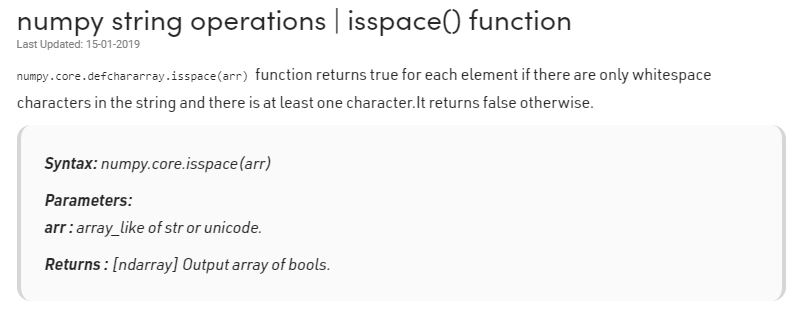 numpy string operations | isspace() function
Last Updated: 15-01-2019
numpy.core.defchararray.isspace(arr) function returns true for each element if there are only whitespace
characters in the string and there is at least one character.It returns false otherwise.
Syntax: numpy.core.isspace(arr)
Parameters:
arr : array_like of str or unicode.
Returns : [ndarray] Output array of bools.